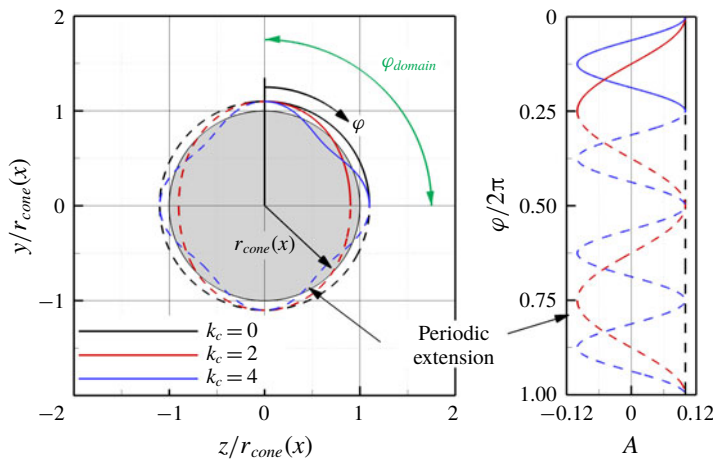 2
1
0
−1
−2
−2
−1
0
1
2
y/r_cone(x)
z/r_cone(x)
φ_domain
φ
r_cone(x)
k_c = 0
k_c = 2
k_c = 4
Periodic
extension
0
0.25
0.50
0.75
1.00
−0.12
0
0.12
φ/2π
A